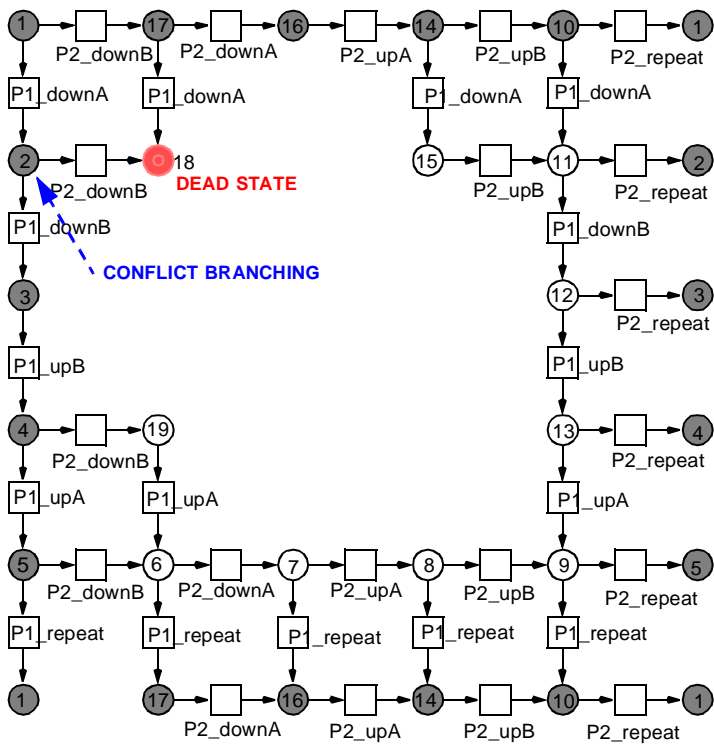 1 17 16 14 10 1
P2_downB P2_downA P2_upA P2_upB P2_repeat
P1_downA P1_downA P1_downA P1_downA
2 18 15 11 2
P2_downB DEAD STATE P2_upB P2_repeat
P1_downB P1_downB
CONFLICT BRANCHING
3 12 3
P2_repeat
P1_upB P1_upB
4 19 13 4
P2_downB P2_repeat
P1_upA P1_upA P1_upA
5 6 7 8 9 5
P2_downB P2_downA P2_upA P2_upB P2_repeat
P1_repeat P1_repeat P1_repeat P1_repeat P1_repeat
1 17 16 14 10 1
P2_downA P2_upA P2_upB P2_repeat